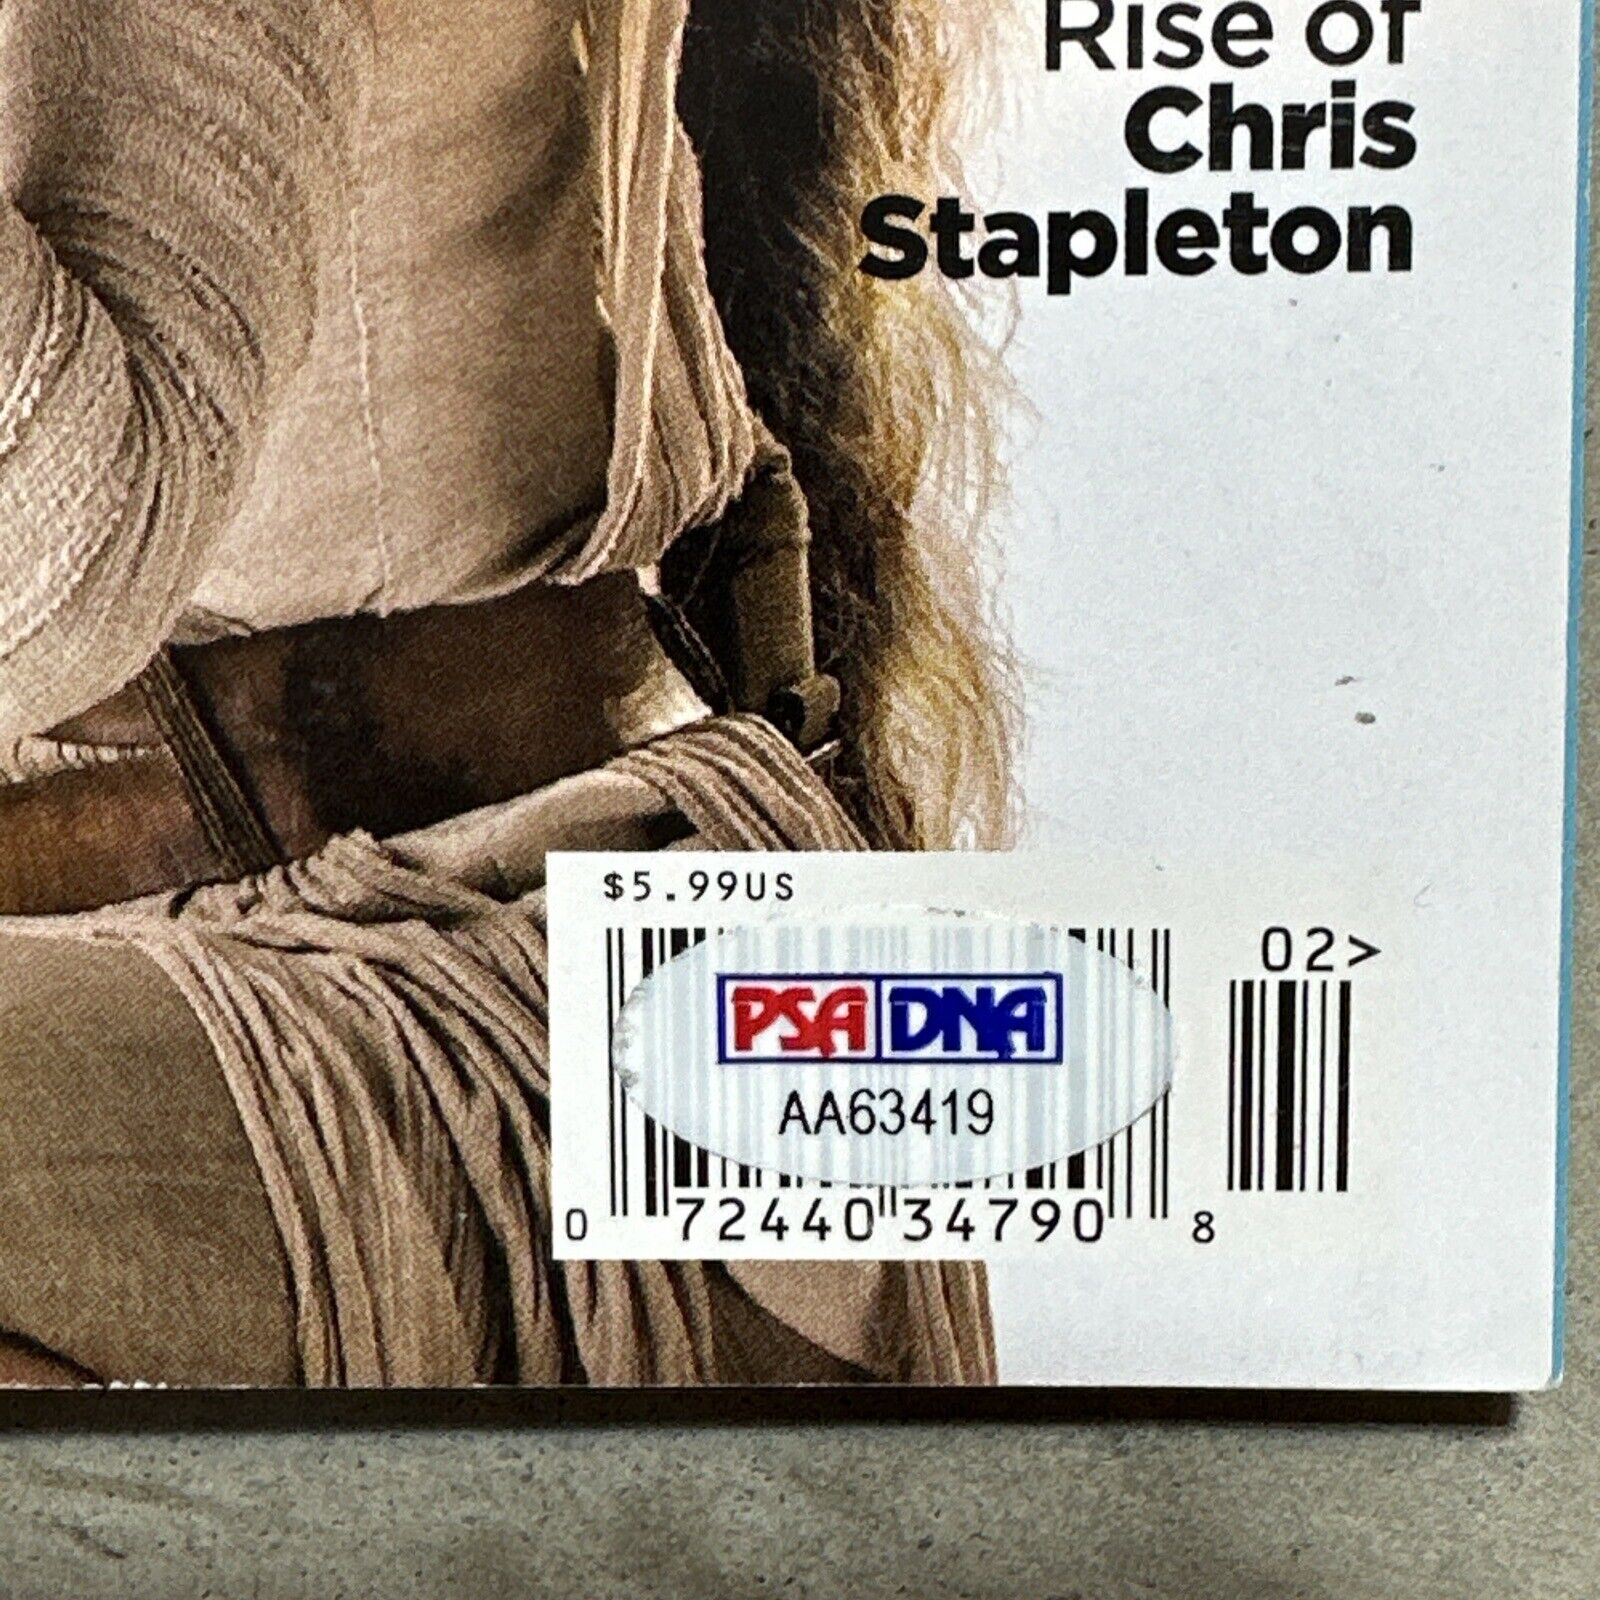 Rise of
Chris
Stapleton
$5.99US
02>
PSA DNA
AA63419
0 72440 34790 8